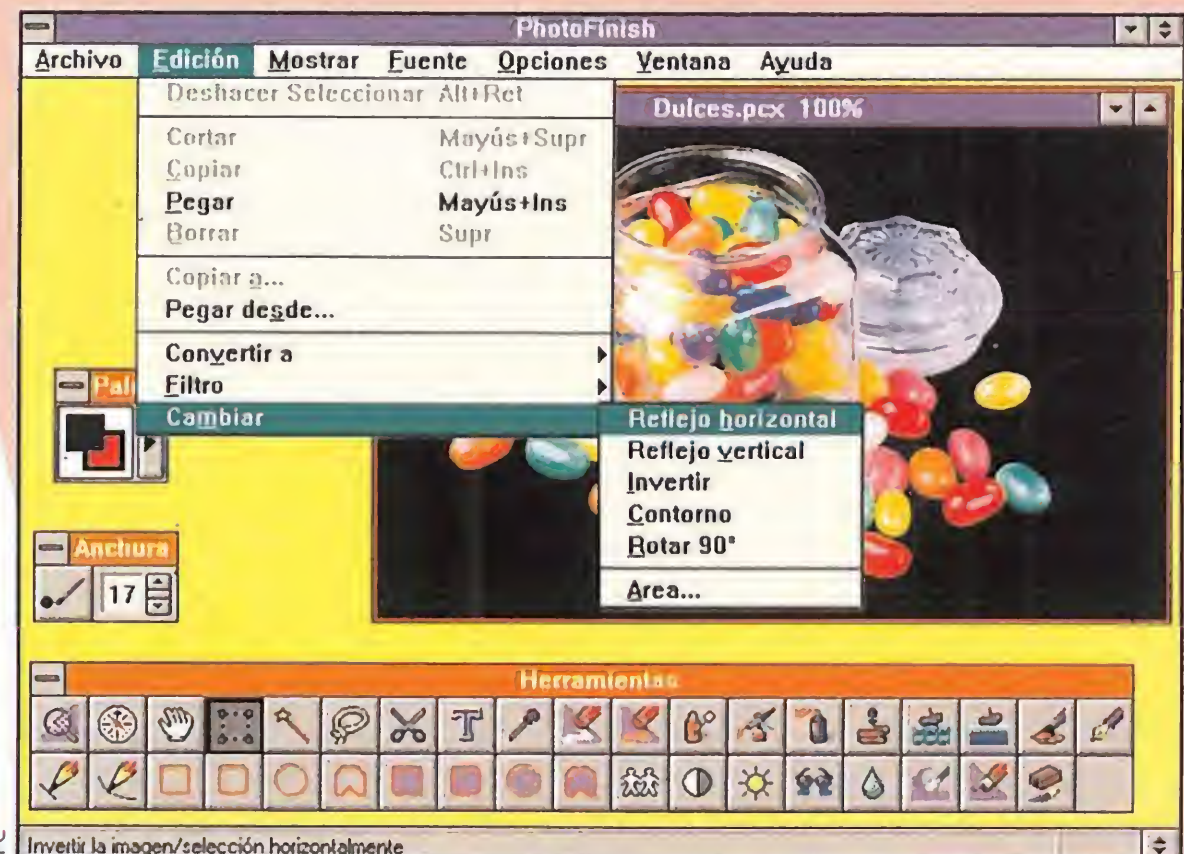 PhotoFinish
Archivo Edición Mostrar Fuente Opciones Ventana Ayuda
Deshacer Seleccionar Alt+Ret
Dulces.pcx 100%
Cortar Mayús+Supr
Copiar Ctrl+Ins
Pegar Mayús+Ins
Borrar Supr
Copiar a...
Pegar desde...
Convertir a
Filtro
Cambiar
Reflejo horizontal
Reflejo vertical
Invertir
Contorno
Rotar 90°
Area...
Anchura
17
Herramientas
T
Invertir la imagen/selección horizontalmente